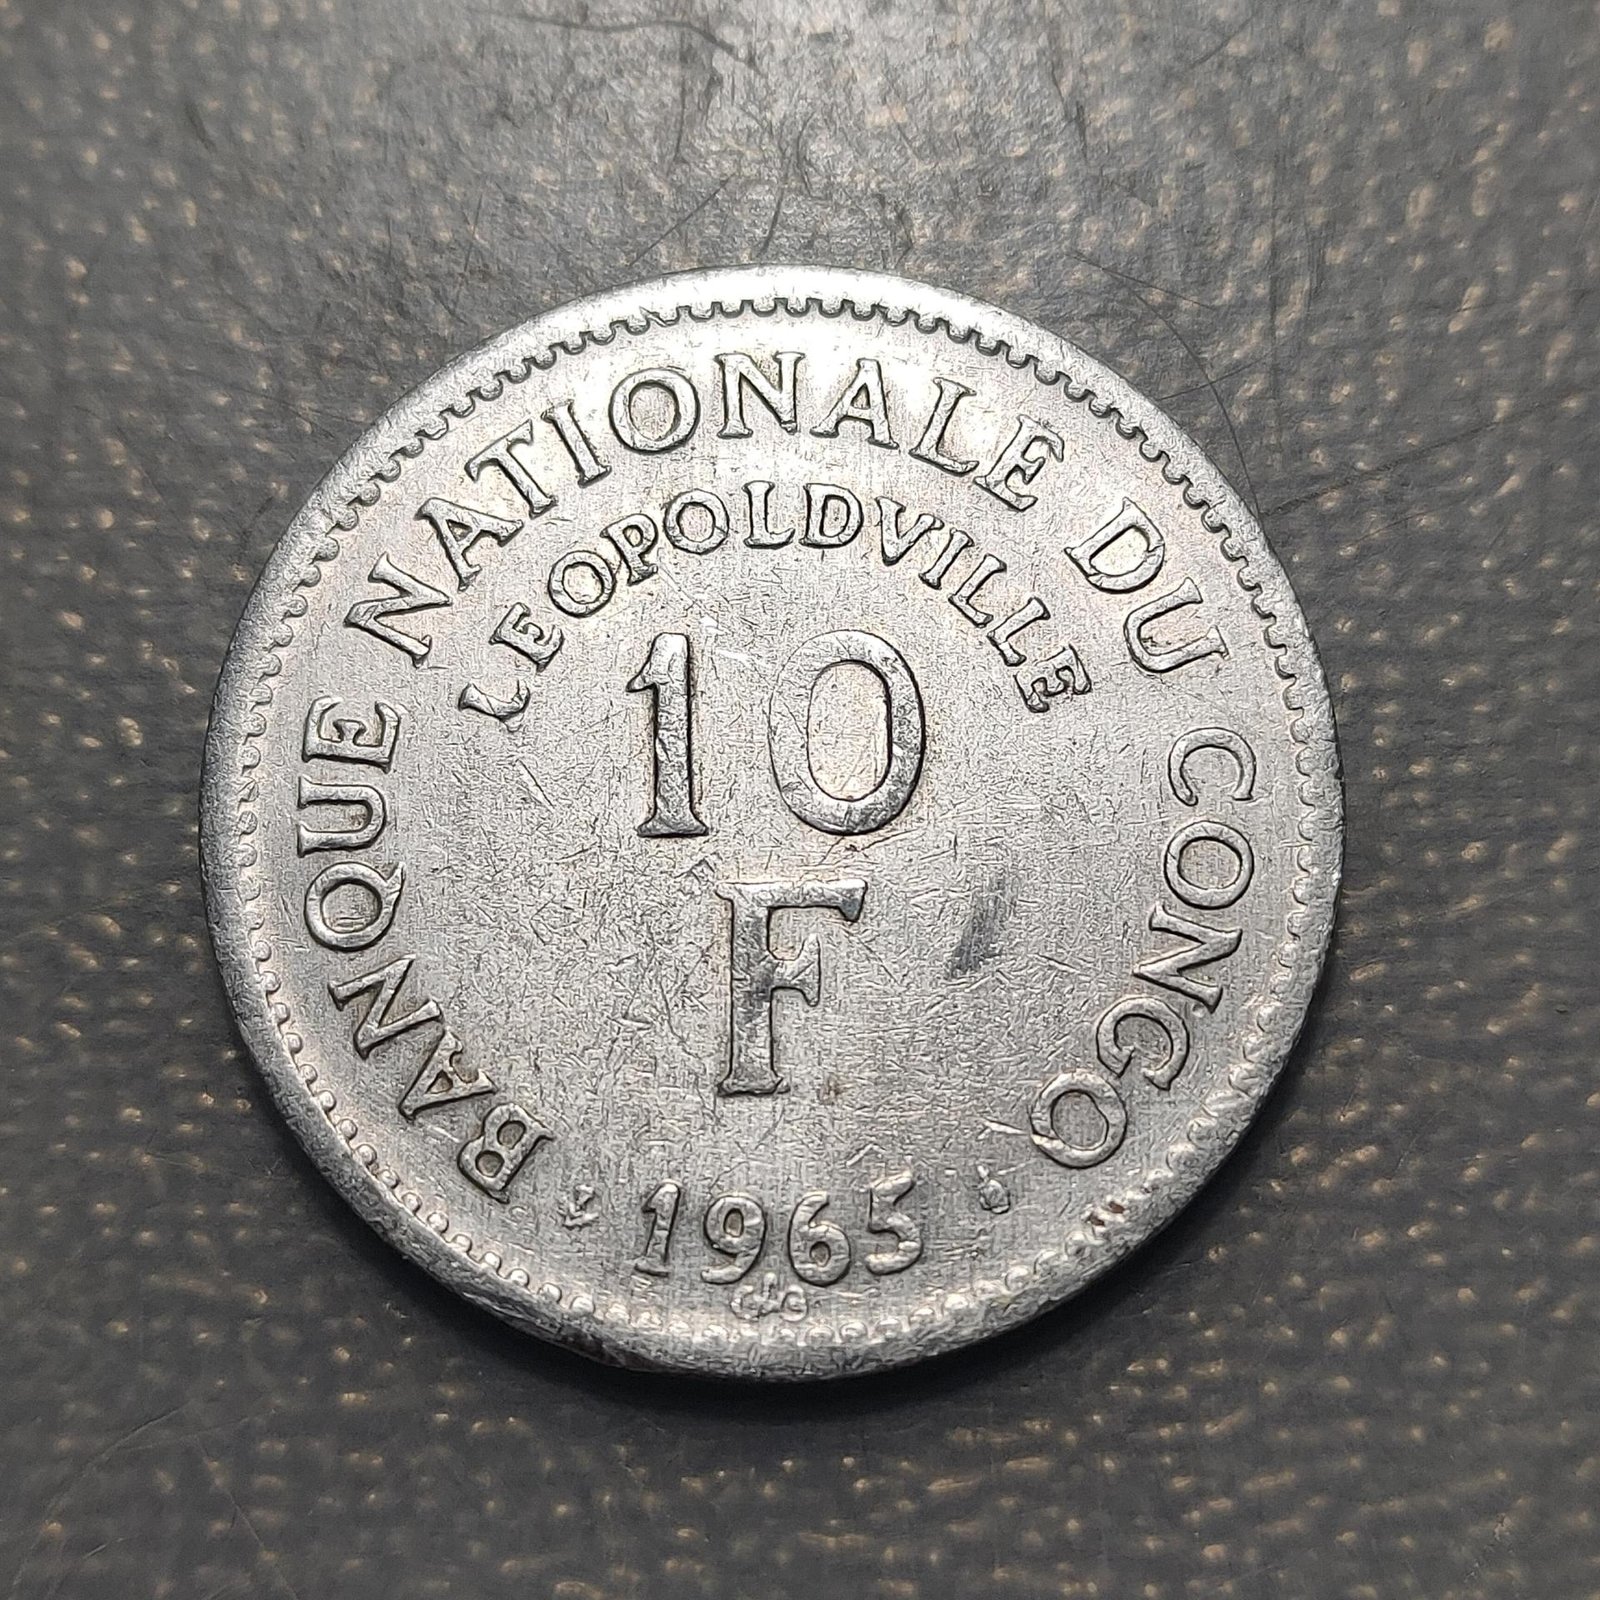 BANQUE NATIONALE DU CONGO
LEOPOLDVILLE
10
F
1965